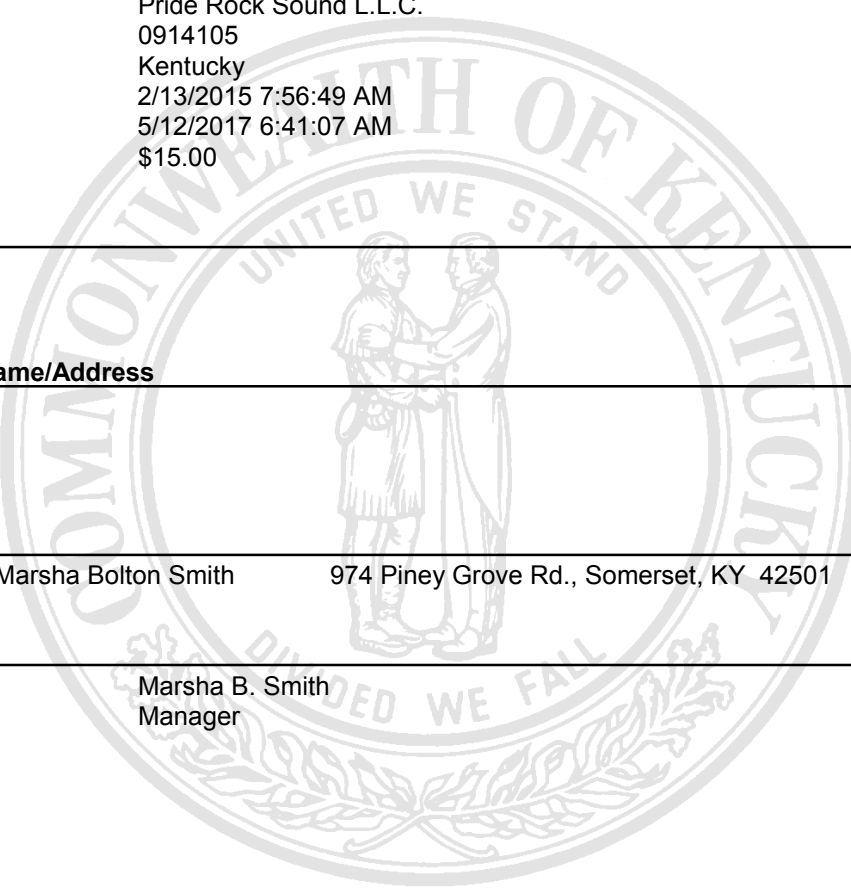 Pride Rock Sound L.L.C.
0914105
Kentucky
2/13/2015 7:56:49 AM
5/12/2017 6:41:07 AM
$15.00
COMMONWEALTH OF KENTUCKY
UNITED WE STAND
ame/Address
Marsha Bolton Smith 974 Piney Grove Rd., Somerset, KY 42501
DIVIDED WE FALL
Marsha B. Smith
Manager